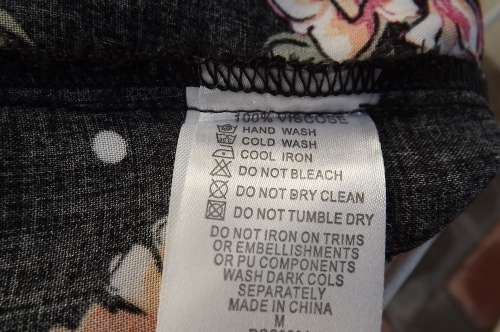 100% VISCOSE
HAND WASH
COLD WASH
COOL IRON
DO NOT BLEACH
DO NOT DRY CLEAN
DO NOT TUMBLE DRY
DO NOT IRON ON TRIMS
OR EMBELLISHMENTS
OR PU COMPONENTS
WASH DARK COLS
SEPARATELY
MADE IN CHINA
M